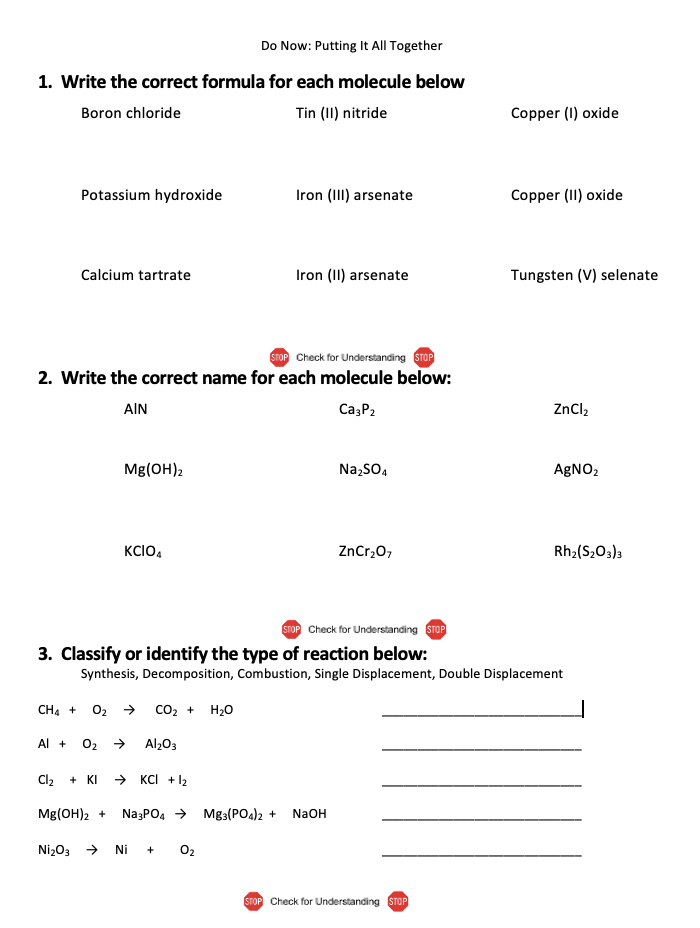 Do Now: Putting It All Together
1. Write the correct formula for each molecule below
Boron chloride Tin (II) nitride Copper (I) oxide
Potassium hydroxide Iron (III) arsenate Copper (II) oxide
Calcium tartrate Iron (II) arsenate Tungsten (V) selenate
STOP Check for Understanding STOP
2. Write the correct name for each molecule below:
AlN Ca₃P₂ ZnCl₂
Mg(OH)₂ Na₂SO₄ AgNO₂
KClO₄ ZnCr₂O₇ Rh₂(S₂O₃)₃
STOP Check for Understanding STOP
3. Classify or identify the type of reaction below:
Synthesis, Decomposition, Combustion, Single Displacement, Double Displacement
CH₄ + O₂ → CO₂ + H₂O
Al + O₂ → Al₂O₃
Cl₂ + KI → KCl + I₂
Mg(OH)₂ + Na₃PO₄ → Mg₃(PO₄)₂ + NaOH
Ni₂O₃ → Ni + O₂
STOP Check for Understanding STOP